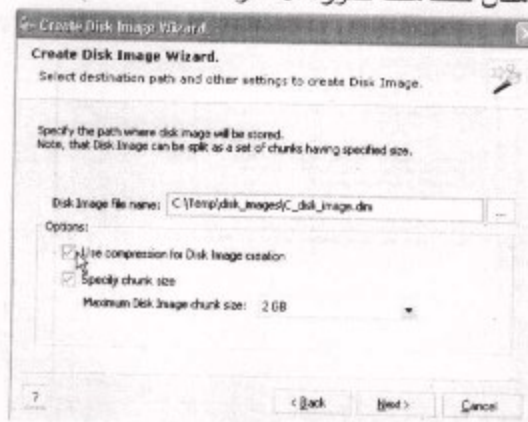 Create Disk Image Wizard.
Create Disk Image Wizard.
Select destination path and other settings to create Disk Image.
Specify the path where disk image will be stored.
Note, that Disk Image can be split as a set of chunks having specified size.
Disk Image file name: C:\Temp\disk_images\C_disk_image.dim
...
Options:
Use compression for Disk Image creation
Specify chunk size
Maximum Disk Image chunk size: 2 GB
?
< Back
Next >
Cancel